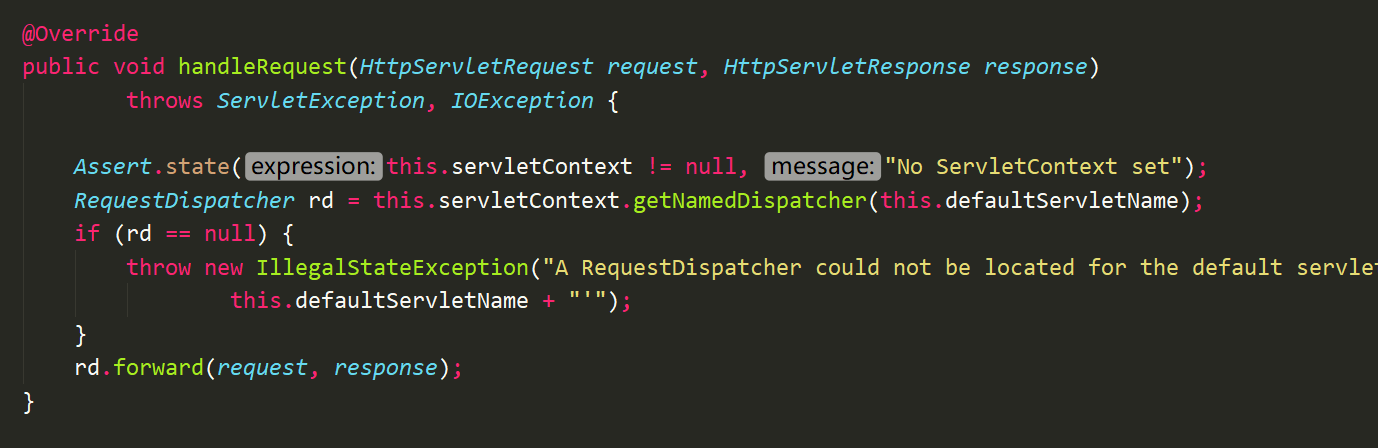 @Override
public void handleRequest(HttpServletRequest request, HttpServletResponse response)
throws ServletException, IOException {
Assert.state( expression: this.servletContext != null, message: "No ServletContext set");
RequestDispatcher rd = this.servletContext.getNamedDispatcher(this.defaultServletName);
if (rd == null) {
throw new IllegalStateException("A RequestDispatcher could not be located for the default servlet
this.defaultServletName + "'");
}
rd.forward(request, response);
}